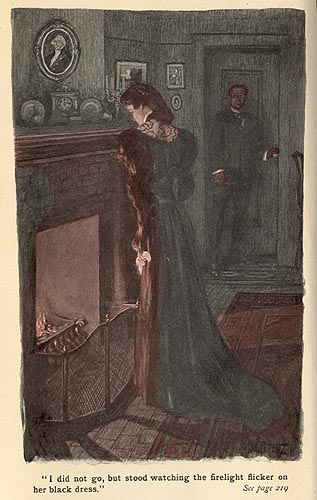 "I did not go, but stood watching the firelight flicker on
her black dress." See page 219